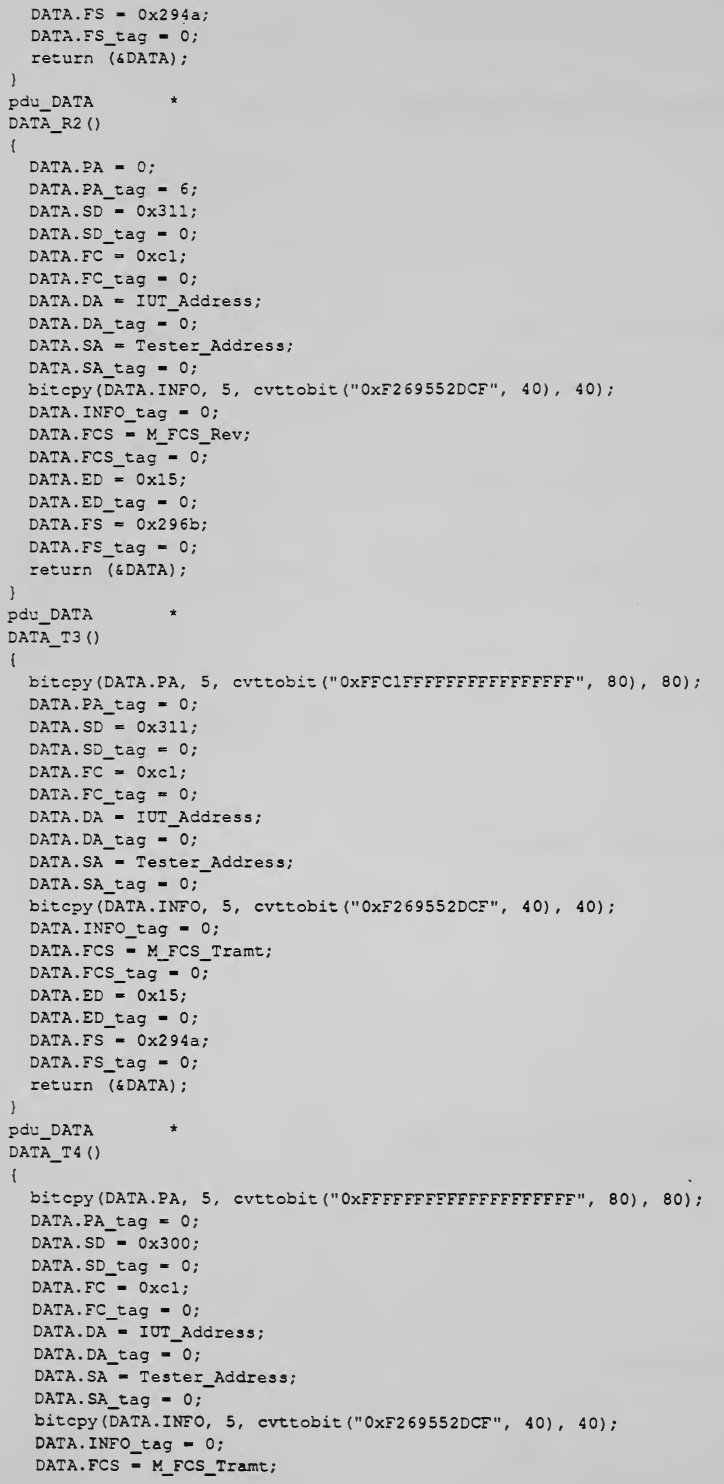 DATA.FS = 0x294a;
DATA.FS_tag = 0;
return (&DATA);
}
pdu_DATA *
DATA_R2()
{
DATA.PA = 0;
DATA.PA_tag = 6;
DATA.SD = 0x311;
DATA.SD_tag = 0;
DATA.FC = 0xc1;
DATA.FC_tag = 0;
DATA.DA = IUT_Address;
DATA.DA_tag = 0;
DATA.SA = Tester_Address;
DATA.SA_tag = 0;
bitcpy(DATA.INFO, 5, cvttobit("0xF269552DCF", 40), 40);
DATA.INFO_tag = 0;
DATA.FCS = M_FCS_Rev;
DATA.FCS_tag = 0;
DATA.ED = 0x15;
DATA.ED_tag = 0;
DATA.FS = 0x296b;
DATA.FS_tag = 0;
return (&DATA);
}
pdu_DATA *
DATA_T3()
{
bitcpy(DATA.PA, 5, cvttobit("0xFFC1FFFFFFFFFFFFFFFF", 80), 80);
DATA.PA_tag = 0;
DATA.SD = 0x311;
DATA.SD_tag = 0;
DATA.FC = 0xc1;
DATA.FC_tag = 0;
DATA.DA = IUT_Address;
DATA.DA_tag = 0;
DATA.SA = Tester_Address;
DATA.SA_tag = 0;
bitcpy(DATA.INFO, 5, cvttobit("0xF269552DCF", 40), 40);
DATA.INFO_tag = 0;
DATA.FCS = M_FCS_Tramt;
DATA.FCS_tag = 0;
DATA.ED = 0x15;
DATA.ED_tag = 0;
DATA.FS = 0x294a;
DATA.FS_tag = 0;
return (&DATA);
}
pdu_DATA *
DATA_T4()
{
bitcpy(DATA.PA, 5, cvttobit("0xFFFFFFFFFFFFFFFFFFFF", 80), 80);
DATA.PA_tag = 0;
DATA.SD = 0x300;
DATA.SD_tag = 0;
DATA.FC = 0xc1;
DATA.FC_tag = 0;
DATA.DA = IUT_Address;
DATA.DA_tag = 0;
DATA.SA = Tester_Address;
DATA.SA_tag = 0;
bitcpy(DATA.INFO, 5, cvttobit("0xF269552DCF", 40), 40);
DATA.INFO_tag = 0;
DATA.FCS = M_FCS_Tramt;